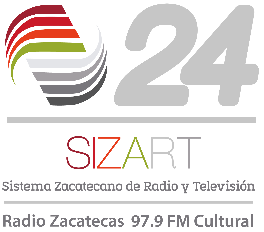 24
SIZART
Sistema Zacatecano de Radio y Televisión
Radio Zacatecas 97.9 FM Cultural